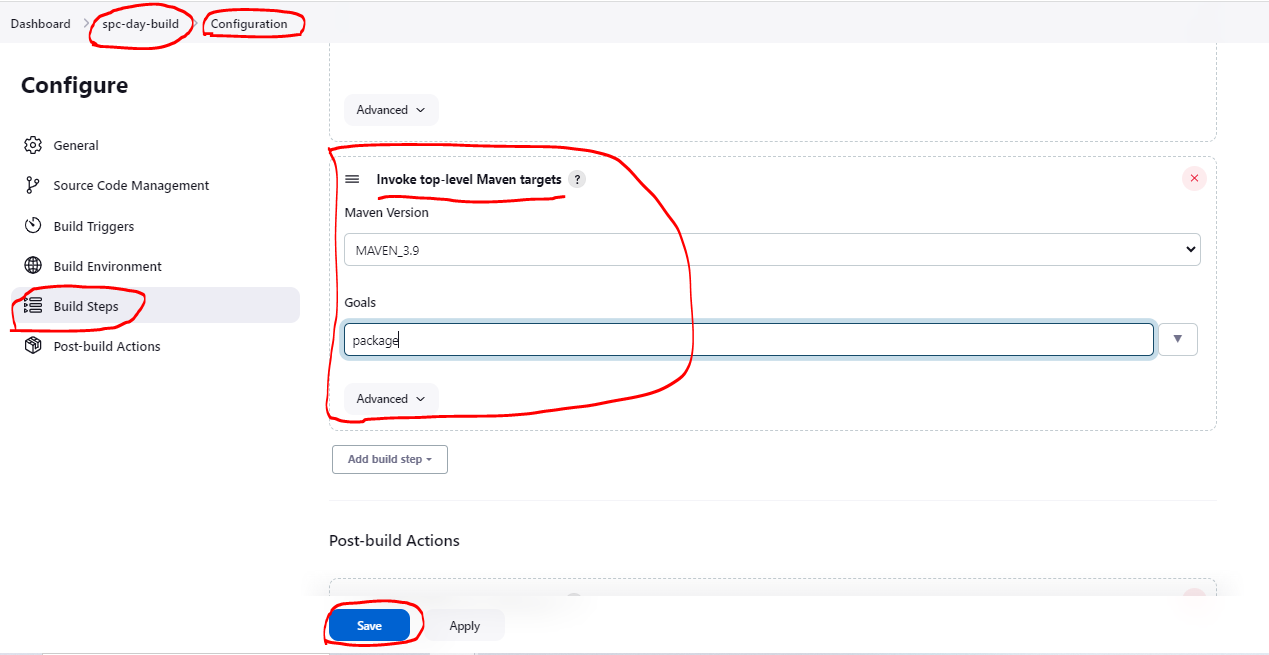 Dashboard > spc-day-build > Configuration
Configure
General
Source Code Management
Build Triggers
Build Environment
Build Steps
Post-build Actions
Advanced
Invoke top-level Maven targets ?
Maven Version
MAVEN_3.9
Goals
package
Advanced
Add build step
Post-build Actions
Save Apply